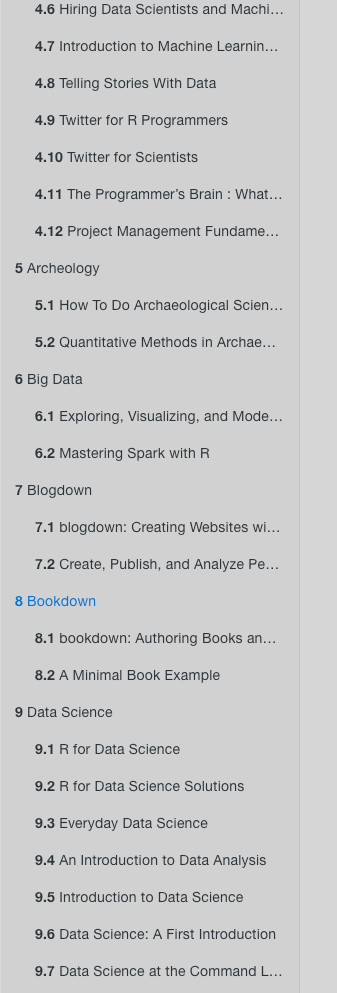 4.6 Hiring Data Scientists and Machi...
4.7 Introduction to Machine Learnin...
4.8 Telling Stories With Data
4.9 Twitter for R Programmers
4.10 Twitter for Scientists
4.11 The Programmer's Brain : What...
4.12 Project Management Fundame...
5 Archeology
5.1 How To Do Archaeological Scien...
5.2 Quantitative Methods in Archae...
6 Big Data
6.1 Exploring, Visualizing, and Mode...
6.2 Mastering Spark with R
7 Blogdown
7.1 blogdown: Creating Websites wi...
7.2 Create, Publish, and Analyze Pe...
8 Bookdown
8.1 bookdown: Authoring Books an...
8.2 A Minimal Book Example
9 Data Science
9.1 R for Data Science
9.2 R for Data Science Solutions
9.3 Everyday Data Science
9.4 An Introduction to Data Analysis
9.5 Introduction to Data Science
9.6 Data Science: A First Introduction
9.7 Data Science at the Command L...